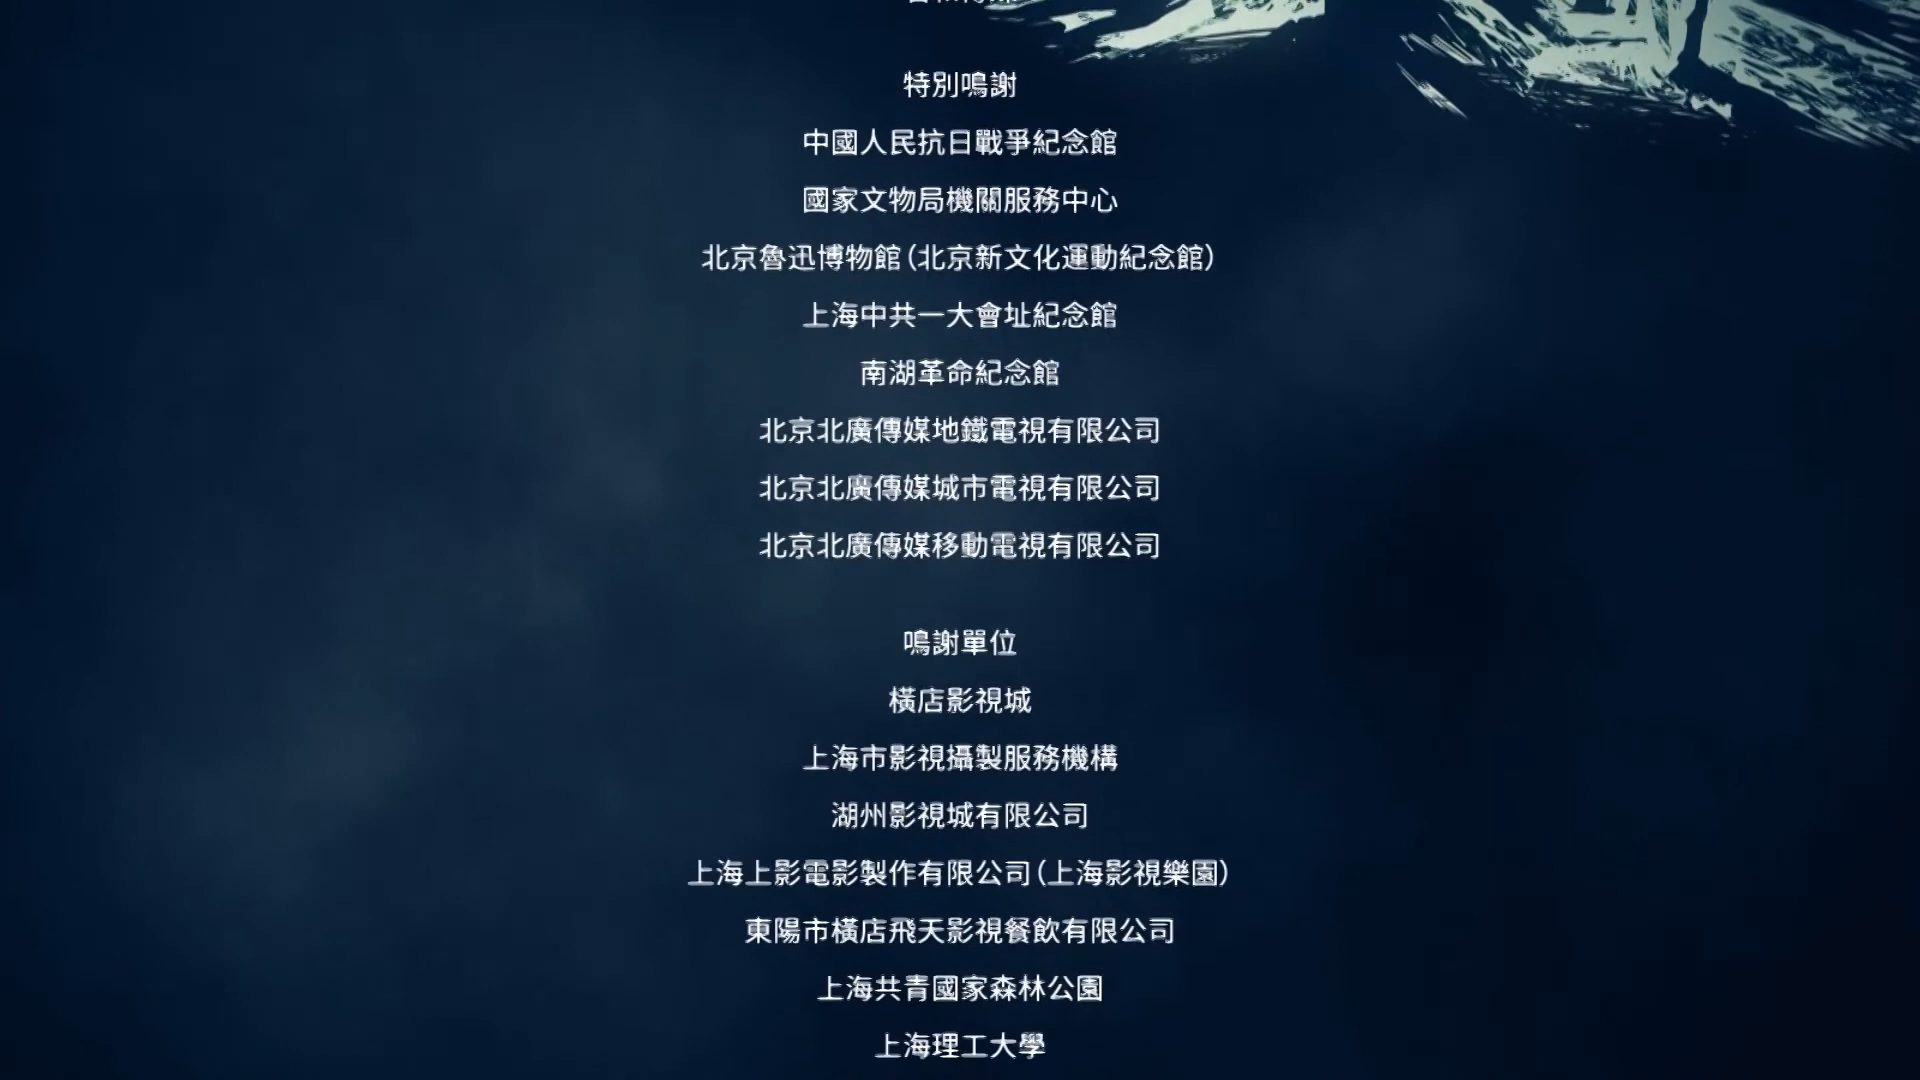 特別鳴謝
中國人民抗日戰爭紀念館
國家文物局機關服務中心
北京魯迅博物館(北京新文化運動紀念館)
上海中共一大會址紀念館
南湖革命紀念館
北京北廣傳媒地鐵電視有限公司
北京北廣傳媒城市電視有限公司
北京北廣傳媒移動電視有限公司
鳴謝單位
橫店影視城
上海市影視攝製服務機構
湖州影視城有限公司
上海上影電影製作有限公司(上海影視樂園)
東陽市橫店飛天影視餐飲有限公司
上海共青國家森林公園
上海理工大學